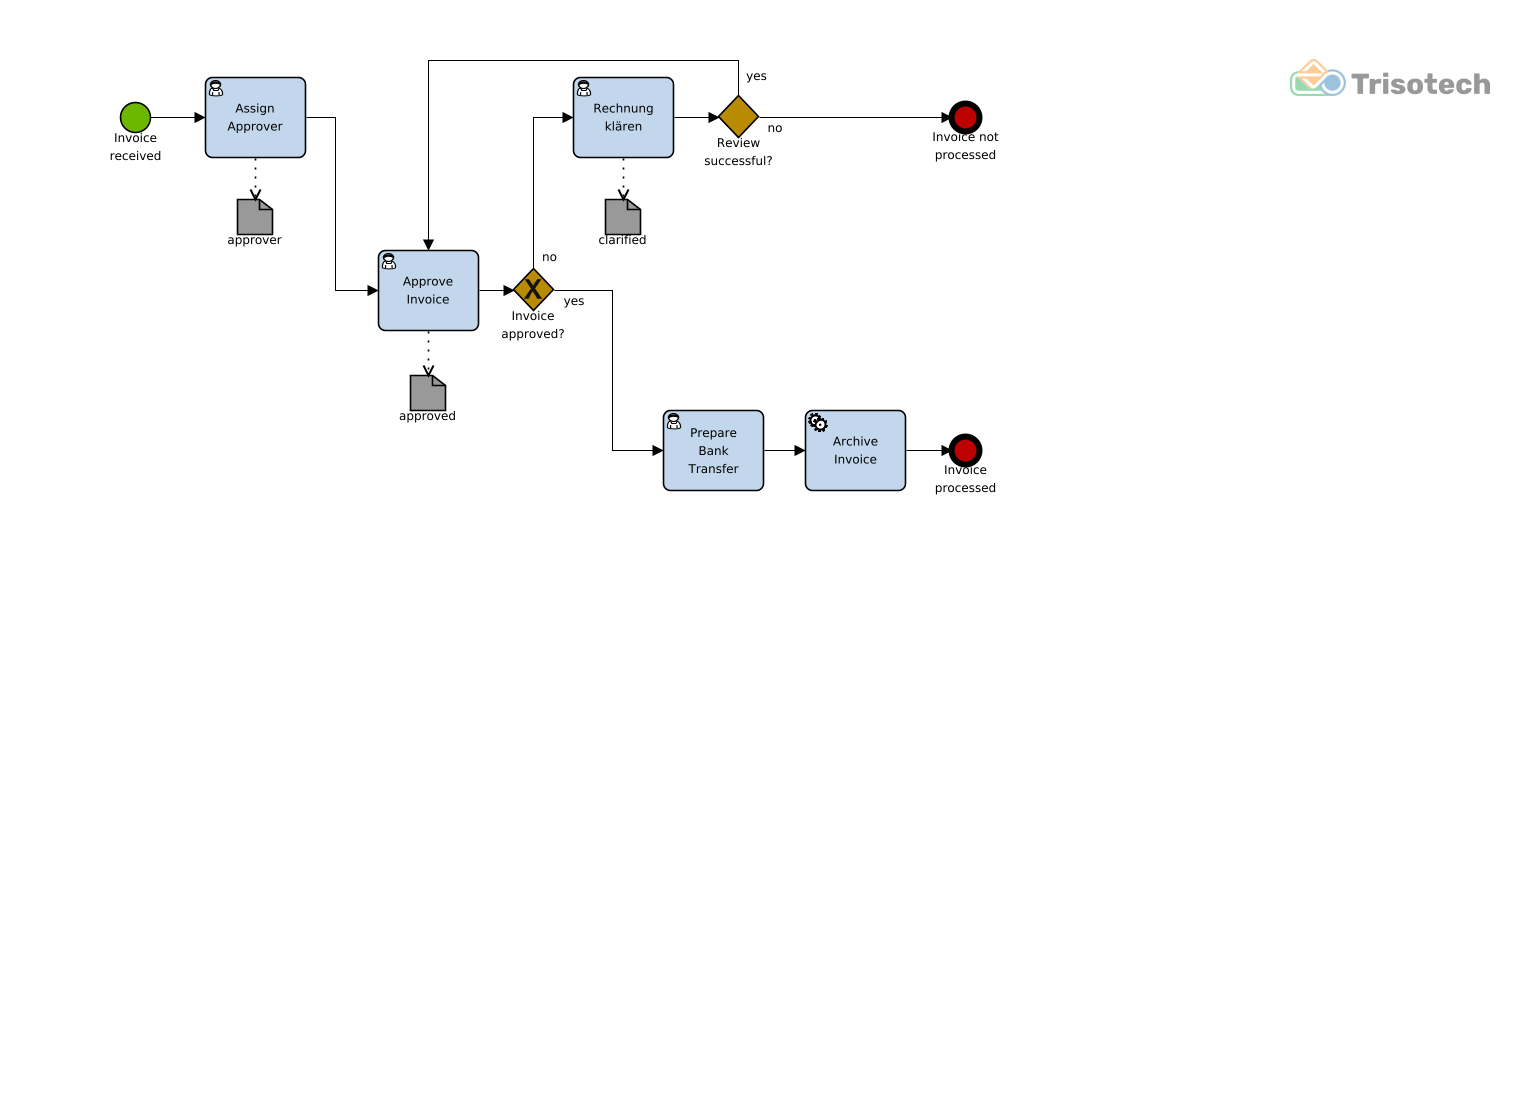 Trisotech
yes
Assign
Approver
Rechnung
klären
Invoice
received
no
Review
successful?
Invoice not
processed
approver
clarified
no
Approve
Invoice
X
yes
Invoice
approved?
approved
Prepare
Bank
Transfer
Archive
Invoice
Invoice
processed